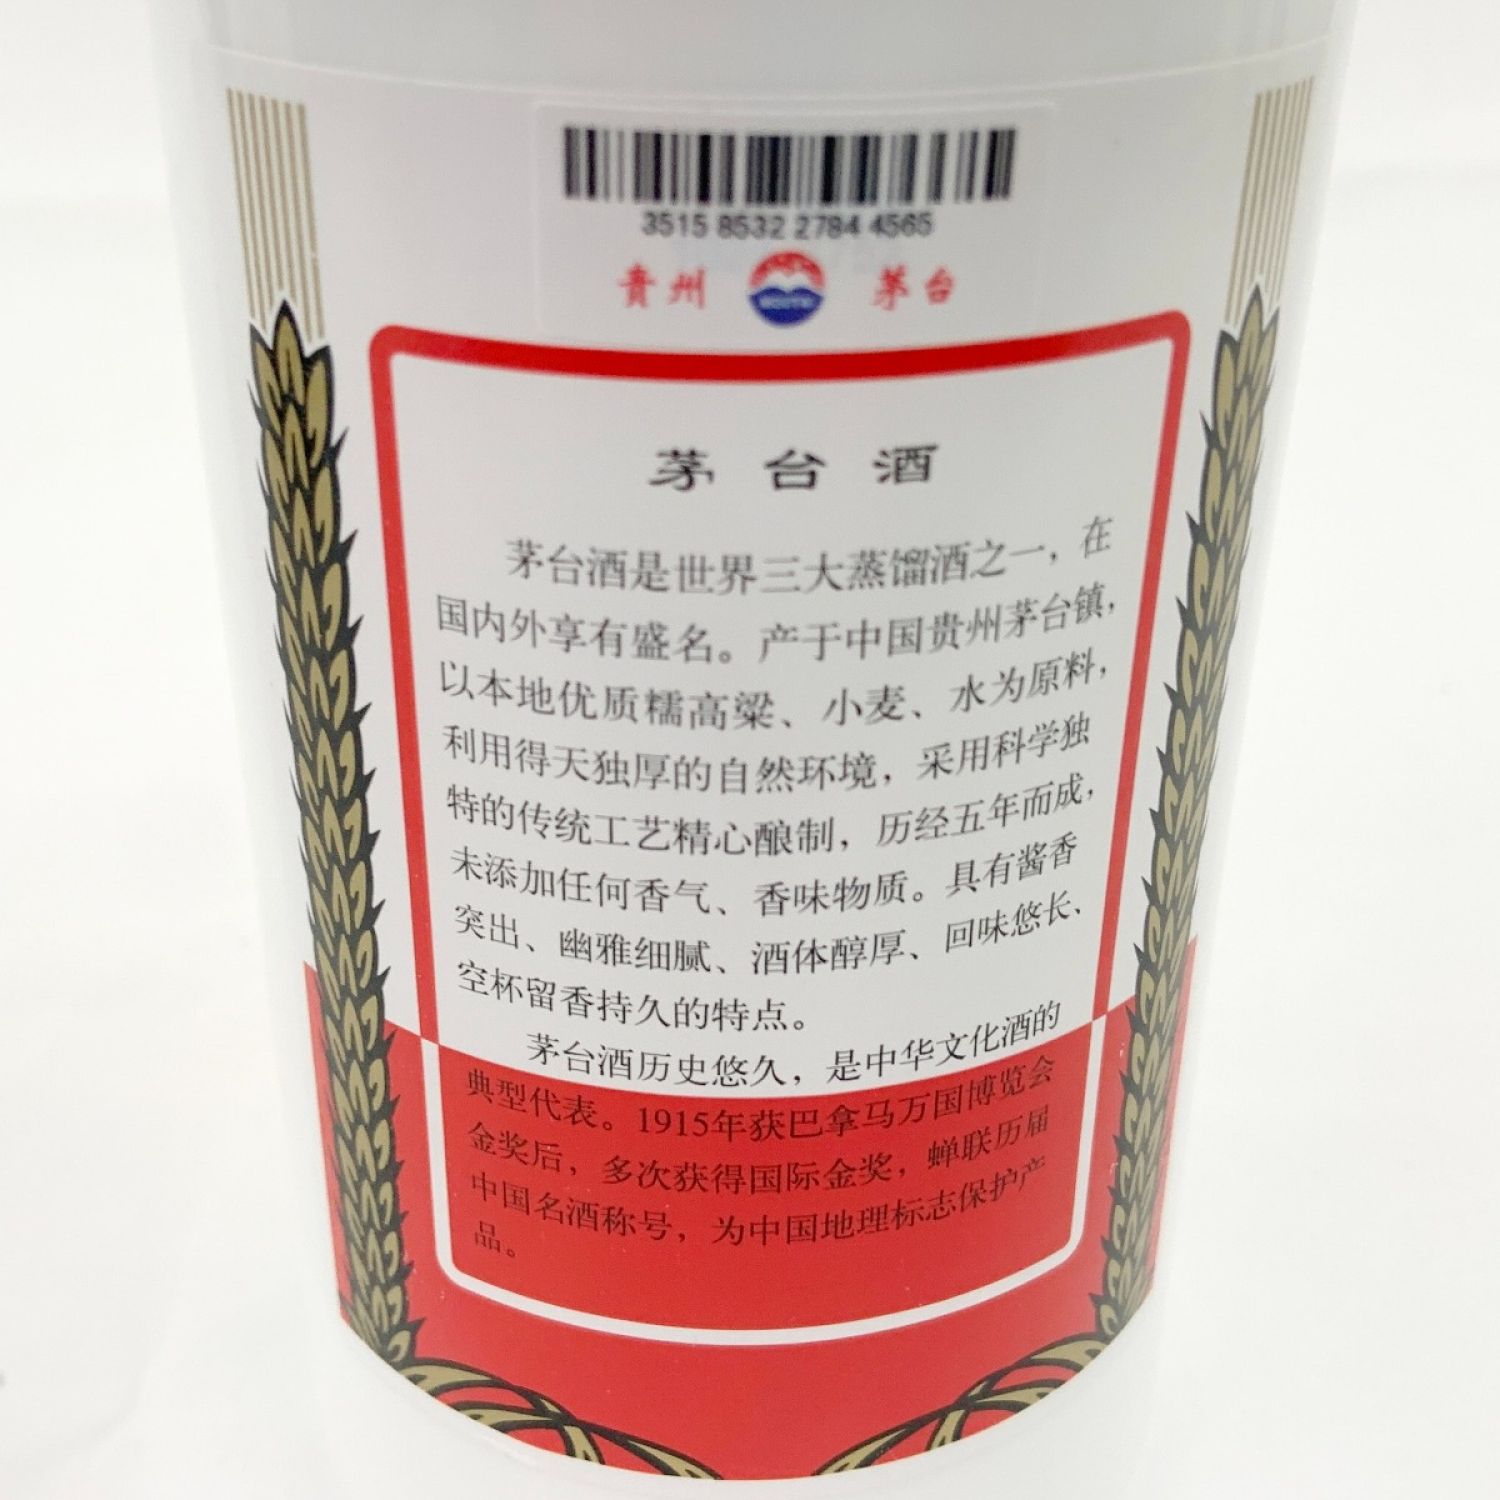 3515 8532 2784 4565
贵州 茅台
茅台酒
茅台酒是世界三大蒸馏酒之一，在
国内外享有盛名。产于中国贵州茅台镇，
以本地优质糯高粱、小麦、水为原料，
利用得天独厚的自然环境，采用科学独
特的传统工艺精心酿制，历经五年而成，
未添加任何香气、香味物质。具有酱香
突出、幽雅细腻、酒体醇厚、回味悠长、
空杯留香持久的特点。
茅台酒历史悠久，是中华文化酒的
典型代表。1915年获巴拿马万国博览会
金奖后，多次获得国际金奖，蝉联历届
中国名酒称号，为中国地理标志保护产
品。